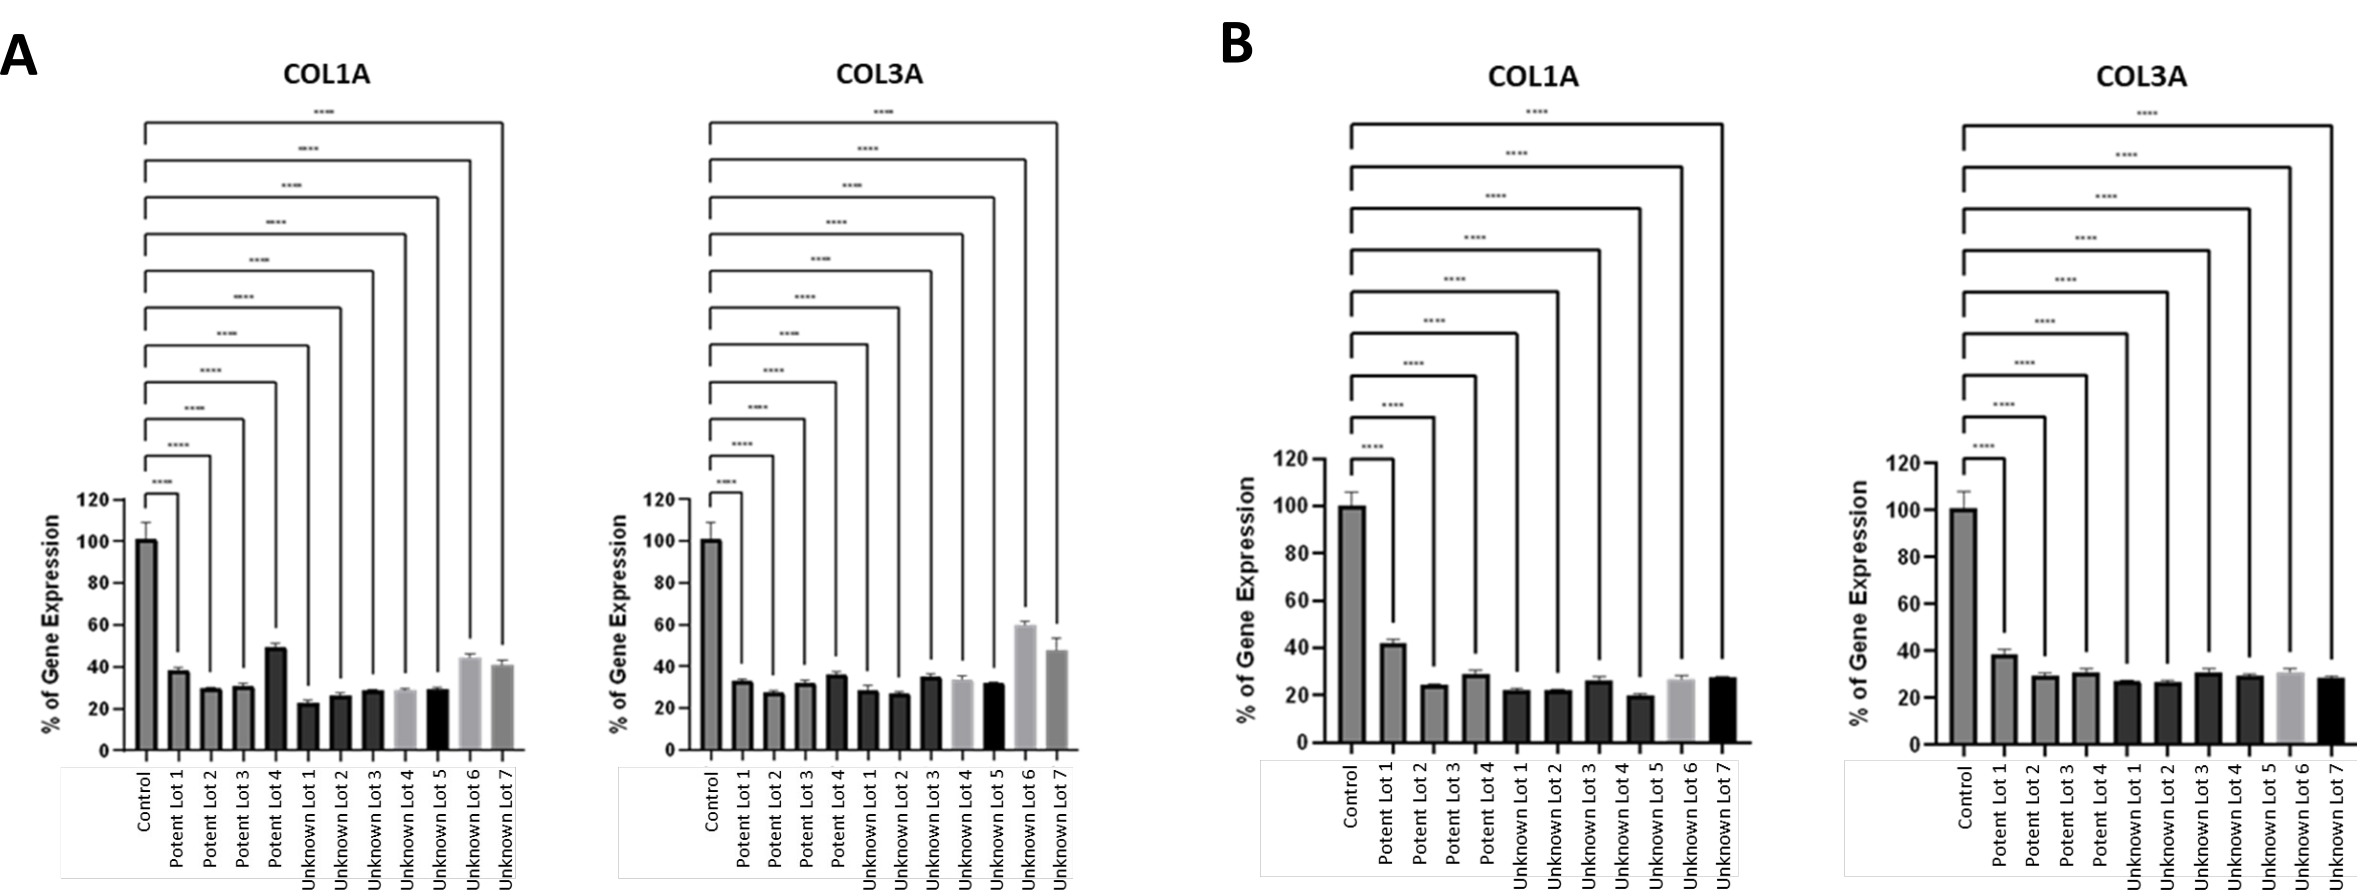 A
B
COL1A
****
****
****
****
****
****
****
****
****
****
****
% of Gene Expression
120
100
80
60
40
20
0
Control
Potent Lot 1
Potent Lot 2
Potent Lot 3
Potent Lot 4
Unknown Lot 1
Unknown Lot 2
Unknown Lot 3
Unknown Lot 4
Unknown Lot 5
Unknown Lot 6
Unknown Lot 7
COL3A
****
****
****
****
****
****
****
****
****
****
****
% of Gene Expression
120
100
80
60
40
20
0
Control
Potent Lot 1
Potent Lot 2
Potent Lot 3
Potent Lot 4
Unknown Lot 1
Unknown Lot 2
Unknown Lot 3
Unknown Lot 4
Unknown Lot 5
Unknown Lot 6
Unknown Lot 7
COL1A
****
****
****
****
****
****
****
****
****
% of Gene Expression
120
100
80
60
40
20
0
Control
Potent Lot 1
Potent Lot 2
Potent Lot 3
Potent Lot 4
Unknown Lot 1
Unknown Lot 2
Unknown Lot 3
Unknown Lot 4
Unknown Lot 5
Unknown Lot 6
Unknown Lot 7
COL3A
****
****
****
****
****
****
****
****
****
% of Gene Expression
120
100
80
60
40
20
0
Control
Potent Lot 1
Potent Lot 2
Potent Lot 3
Potent Lot 4
Unknown Lot 1
Unknown Lot 2
Unknown Lot 3
Unknown Lot 4
Unknown Lot 5
Unknown Lot 6
Unknown Lot 7